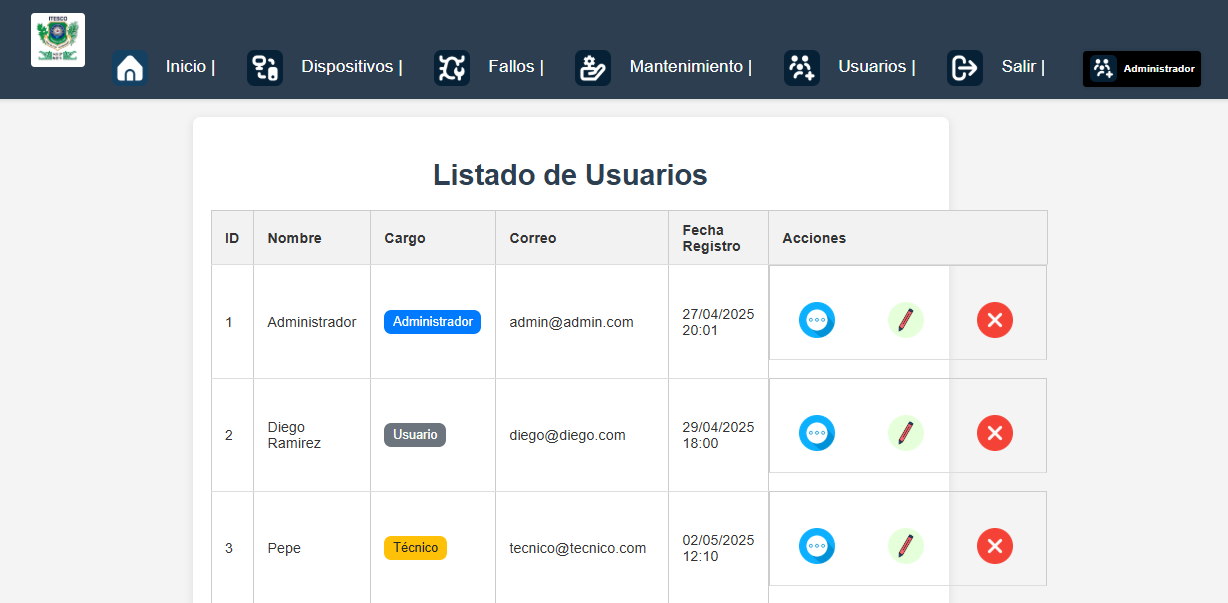 ITESCO
Inicio |
Dispositivos |
Fallos |
Mantenimiento |
Usuarios |
Salir |
Administrador
Listado de Usuarios
ID Nombre Cargo Correo Fecha Registro Acciones
1 Administrador Administrador admin@admin.com 27/04/2025 20:01
2 Diego Ramirez Usuario diego@diego.com 29/04/2025 18:00
3 Pepe Técnico tecnico@tecnico.com 02/05/2025 12:10